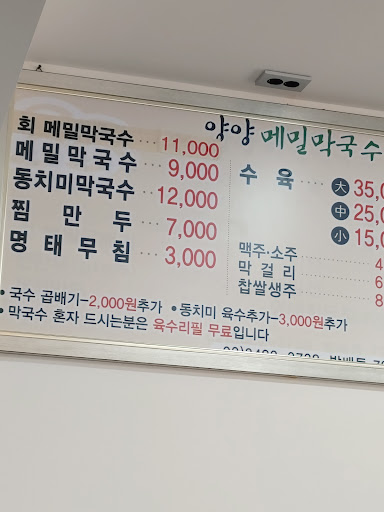 양양 메밀막국수
회 메밀막국수 ··· 11,000
메밀막국수 ··· 9,000
동치미막국수 ··· 12,000
찜만두 ··· 7,000
명태무침 ··· 3,000
수육 ···· 大 35,0
中 25,0
小 15,0
맥주·소주 ···· 4
막걸리 ···· 6
찹쌀생주 ···· 8
• 국수 곱배기-2,000원추가 • 동치미 육수추가-3,000원추가
• 막국수 혼자 드시는분은 육수리필 무료입니다